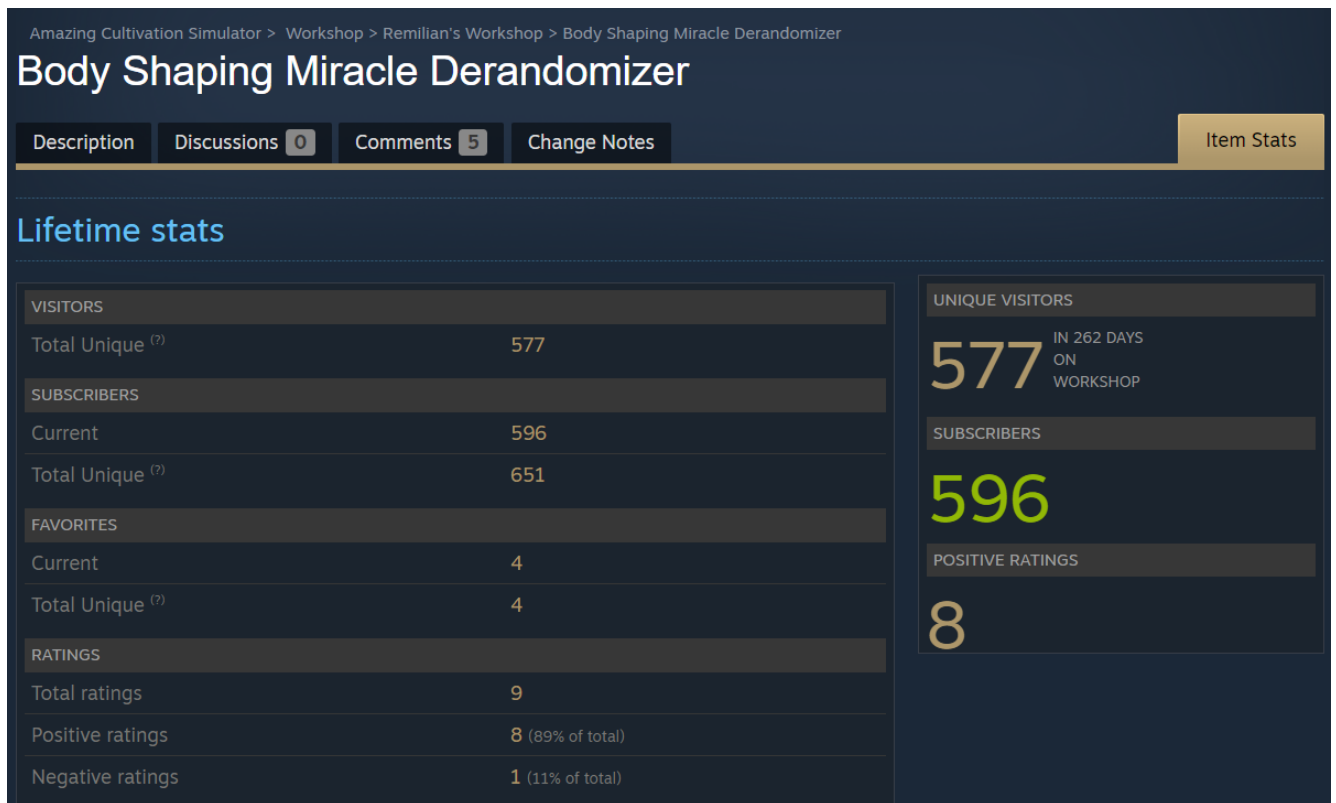 Amazing Cultivation Simulator > Workshop > Remilian's Workshop > Body Shaping Miracle Derandomizer
Body Shaping Miracle Derandomizer
Description Discussions 0 Comments 5 Change Notes Item Stats
Lifetime stats
VISITORS
Total Unique (?) 577
SUBSCRIBERS
Current 596
Total Unique (?) 651
FAVORITES
Current 4
Total Unique (?) 4
RATINGS
Total ratings 9
Positive ratings 8 (89% of total)
Negative ratings 1 (11% of total)
UNIQUE VISITORS
577 IN 262 DAYS
ON
WORKSHOP
SUBSCRIBERS
596
POSITIVE RATINGS
8